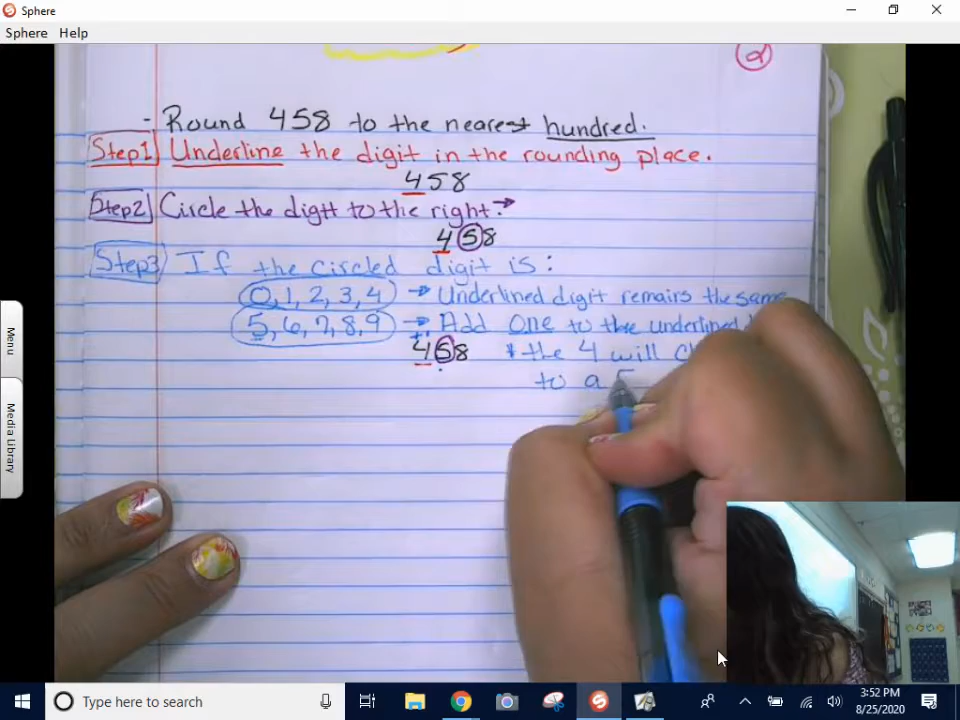 Sphere
Sphere Help
2
- Round 458 to the nearest hundred.
Step1 Underline the digit in the rounding place.
458
Step2 Circle the digit to the right.→
458
Step3 If the circled digit is:
0, 1, 2, 3, 4 → Underlined digit remains the same
5, 6, 7, 8, 9 → Add one to the underlined
458 * the 4 will
to a 5
Menu
Media Library
Type here to search
3:52 PM
8/25/2020